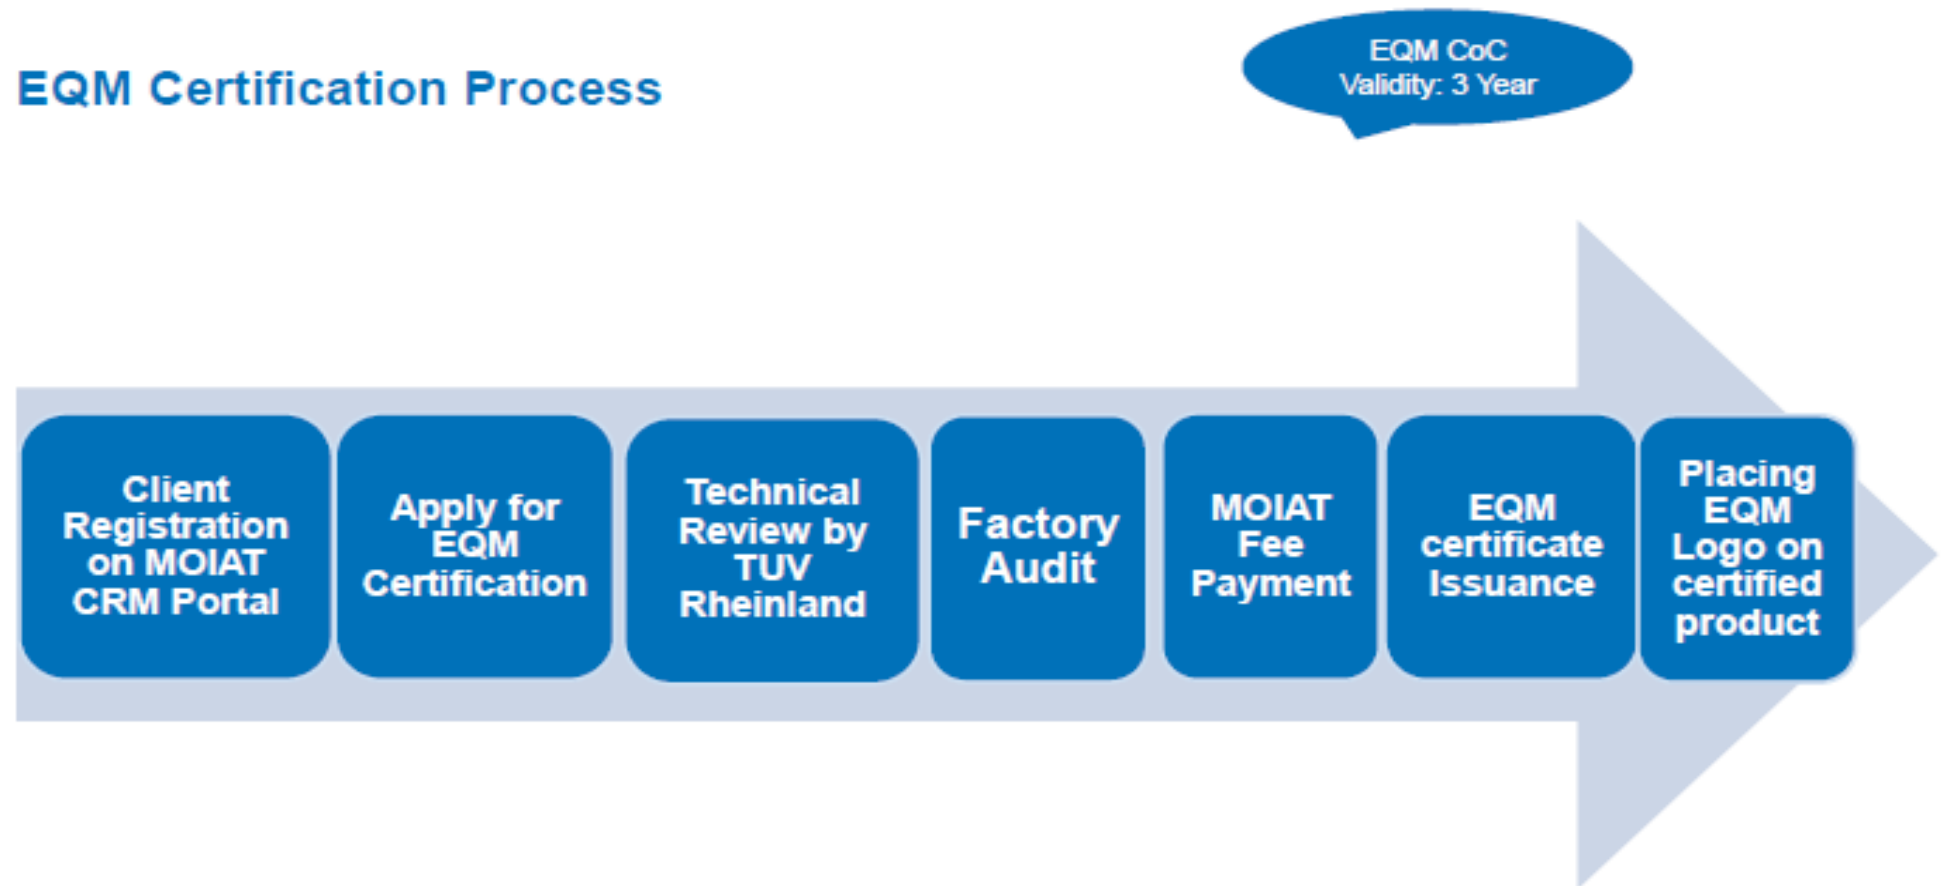 EQM Certification Process
EQM CoC
Validity: 3 Year
Client
Registration
on MOIAT
CRM Portal
Apply for
EQM
Certification
Technical
Review by
TUV
Rheinland
Factory
Audit
MOIAT
Fee
Payment
EQM
certificate
Issuance
Placing
EQM
Logo on
certified
product